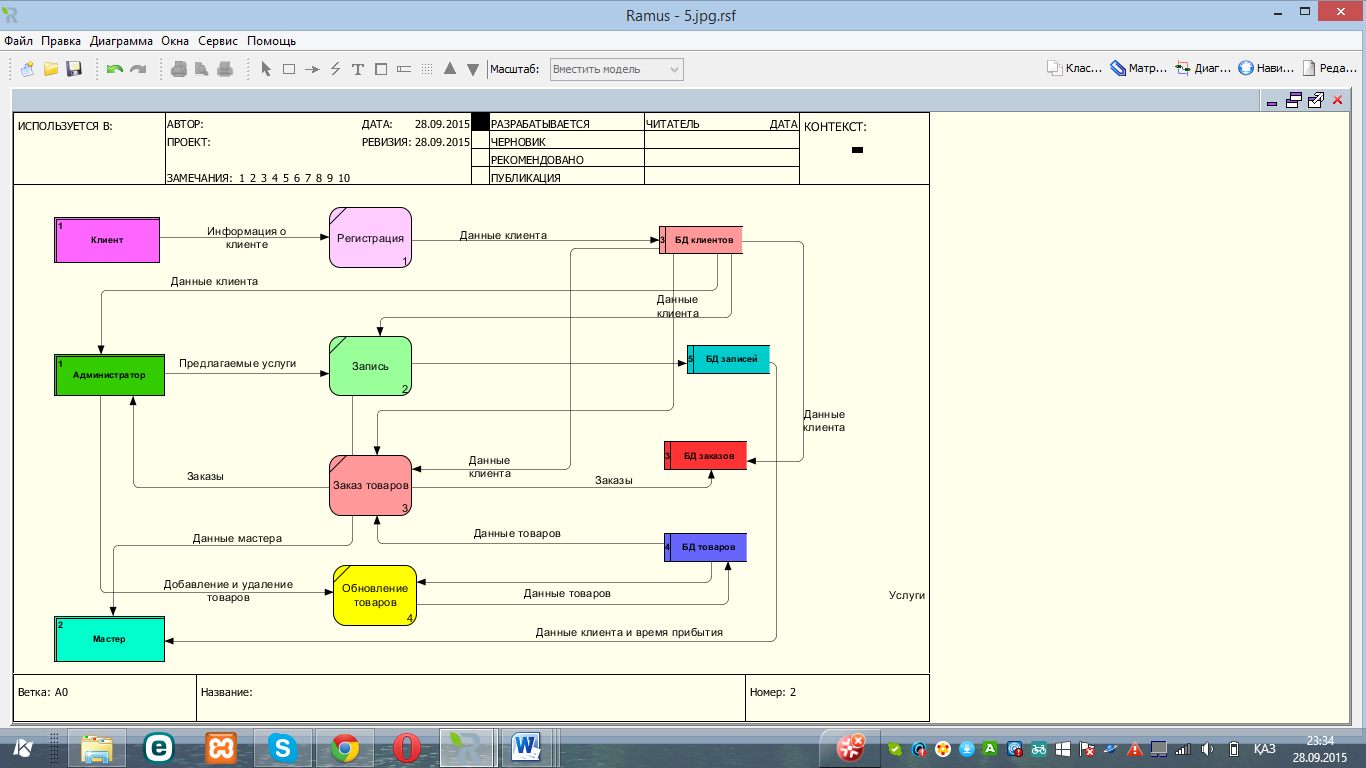 Ramus - 5.jpg.rsf
Файл Правка Диаграмма Окна Сервис Помощь
Масштаб: Вместить модель Клас... Матр... Диаг... Нави... Реда...
ИСПОЛЬЗУЕТСЯ В:
АВТОР: ДАТА: 28.09.2015
ПРОЕКТ: РЕВИЗИЯ: 28.09.2015
ЗАМЕЧАНИЯ: 1 2 3 4 5 6 7 8 9 10
РАЗРАБАТЫВАЕТСЯ
ЧЕРНОВИК
РЕКОМЕНДОВАНО
ПУБЛИКАЦИЯ
ЧИТАТЕЛЬ ДАТА
КОНТЕКСТ:
1
Клиент
Информация о
клиенте
Регистрация
1
Данные клиента
3 БД клиентов
Данные клиента
Данные
клиента
1
Администратор
Предлагаемые услуги
Запись
2
5 БД записей
Данные
клиента
3 БД заказов
Данные
клиента
Заказы
Заказ товаров
3
Заказы
Данные мастера
Данные товаров
4 БД товаров
Добавление и удаление
товаров
Обновление
товаров
4
Данные товаров
Услуги
2
Мастер
Данные клиента и время прибытия
Ветка: A0
Название:
Номер: 2
КАЗ
23:34
28.09.2015